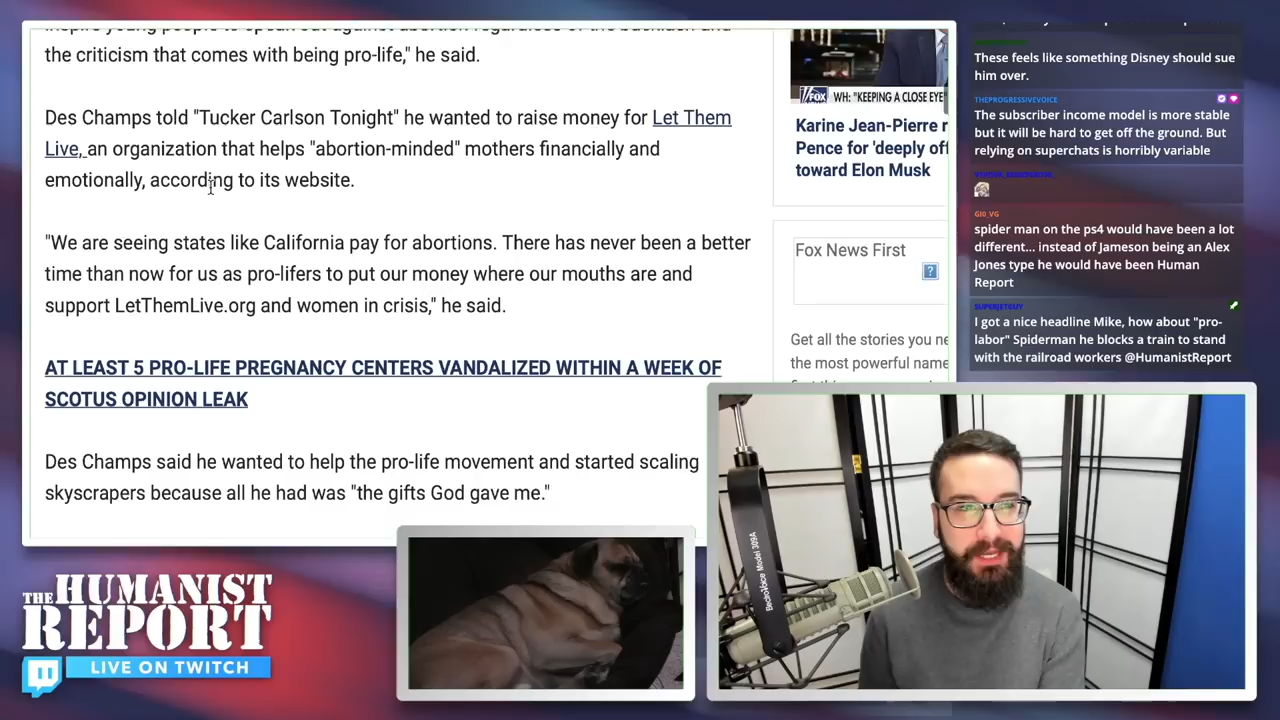 the criticism that comes with being pro-life," he said.
Des Champs told "Tucker Carlson Tonight" he wanted to raise money for Let Them
Live, an organization that helps "abortion-minded" mothers financially and
emotionally, according to its website.
"We are seeing states like California pay for abortions. There has never been a better
time than now for us as pro-lifers to put our money where our mouths are and
support LetThemLive.org and women in crisis," he said.
AT LEAST 5 PRO-LIFE PREGNANCY CENTERS VANDALIZED WITHIN A WEEK OF
SCOTUS OPINION LEAK
Des Champs said he wanted to help the pro-life movement and started scaling
skyscrapers because all he had was "the gifts God gave me."
FOX
WH: "KEEPING A CLOSE EYE"
Karine Jean-Pierre r
Pence for 'deeply off
toward Elon Musk
Fox News First
?
Get all the stories you ne
the most powerful name
These feels like something Disney should sue
him over.
THEPROGRESSIVEVOICE
The subscriber income model is more stable
but it will be hard to get off the ground. But
relying on superchats is horribly variable
GI0_VG
spider man on the ps4 would have been a lot
different... instead of Jameson being an Alex
Jones type he would have been Human
Report
SUPERJETGUY
I got a nice headline Mike, how about "pro-
labor" Spiderman he blocks a train to stand
with the railroad workers @HumanistReport
ElectroVoice Model 309A
THE HUMANIST
REPORT
LIVE ON TWITCH